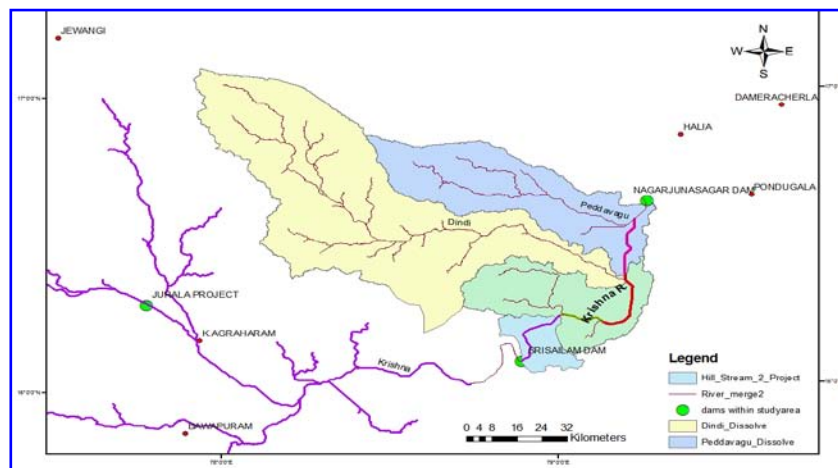 JEWANGI
N
W E
S
DAMERACHERLA
HALIA
NAGARJUNASAGAR DAM
PONDUGALA
Peddavagu
Dindi
JURALA PROJECT
K.AGRAHARAM
Krishna R.
SRISAILAM DAM
Krishna
DAWAPURAM
Legend
Hill_Stream_2_Project
River_merge2
dams within studyarea
Dindi_Dissolve
Peddavagu_Dissolve
0 4 8 16 24 32
Kilometers